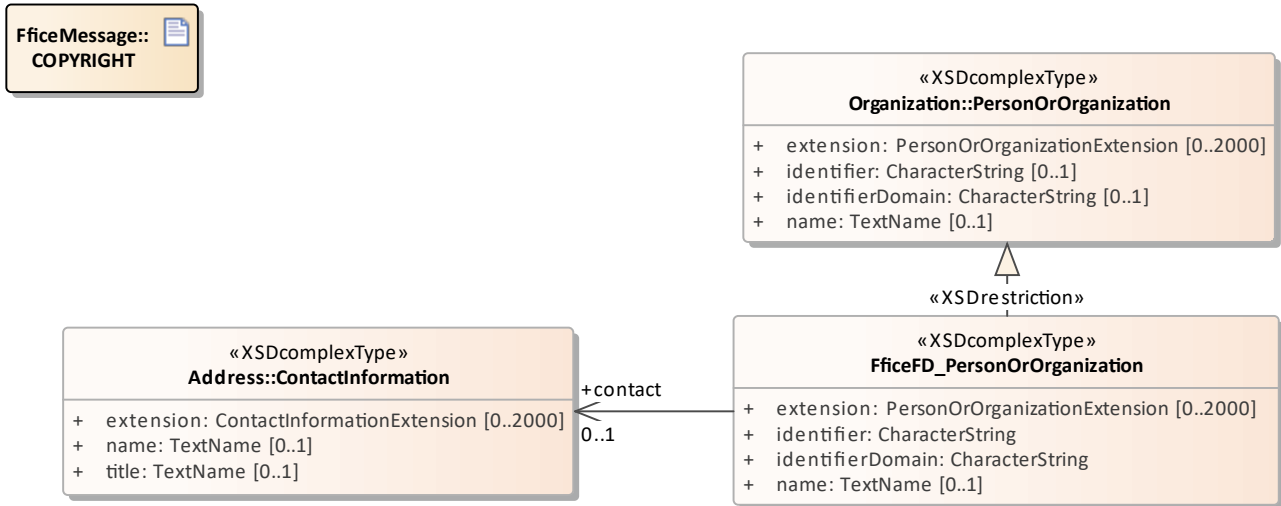 FficeMessage::
COPYRIGHT
«XSDcomplexType»
Organization::PersonOrOrganization
+ extension: PersonOrOrganizationExtension [0..2000]
+ identifier: CharacterString [0..1]
+ identifierDomain: CharacterString [0..1]
+ name: TextName [0..1]
«XSDrestriction»
«XSDcomplexType»
Address::ContactInformation
+ extension: ContactInformationExtension [0..2000]
+ name: TextName [0..1]
+ title: TextName [0..1]
+contact
0..1
«XSDcomplexType»
FficeFD_PersonOrOrganization
+ extension: PersonOrOrganizationExtension [0..2000]
+ identifier: CharacterString
+ identifierDomain: CharacterString
+ name: TextName [0..1]